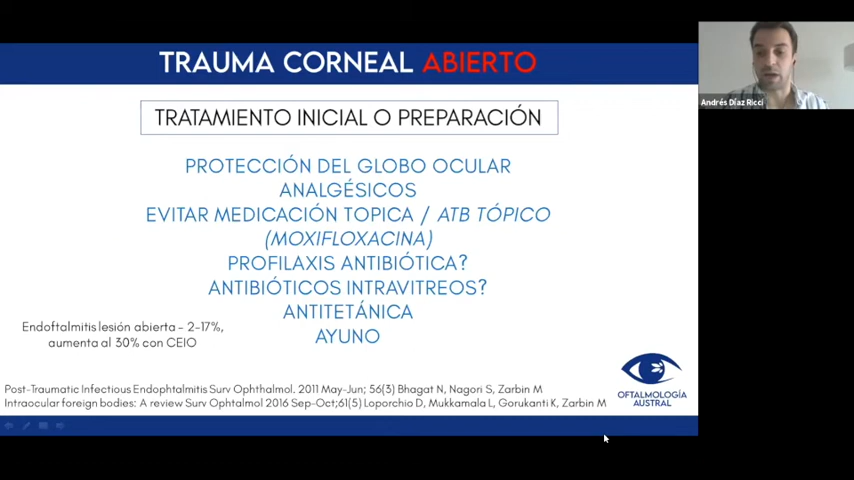 TRAUMA CORNEAL ABIERTO
Andrés Díaz Ricci
TRATAMIENTO INICIAL O PREPARACIÓN
PROTECCIÓN DEL GLOBO OCULAR
ANALGÉSICOS
EVITAR MEDICACIÓN TOPICA / ATB TÓPICO
(MOXIFLOXACINA)
PROFILAXIS ANTIBIÓTICA?
ANTIBIÓTICOS INTRAVITREOS?
ANTITETÁNICA
AYUNO
Endoftalmitis lesión abierta - 2-17%,
aumenta al 30% con CEIO
Post-Traumatic Infectious Endophtalmitis Surv Ophthalmol. 2011 May-Jun; 56(3) Bhagat N, Nagori S, Zarbin M
Intraocular foreign bodies: A review Surv Ophtalmol 2016 Sep-Oct;61(5) Loporchio D, Mukkamala L, Gorukanti K, Zarbin M
OFTALMOLOGÍA
AUSTRAL